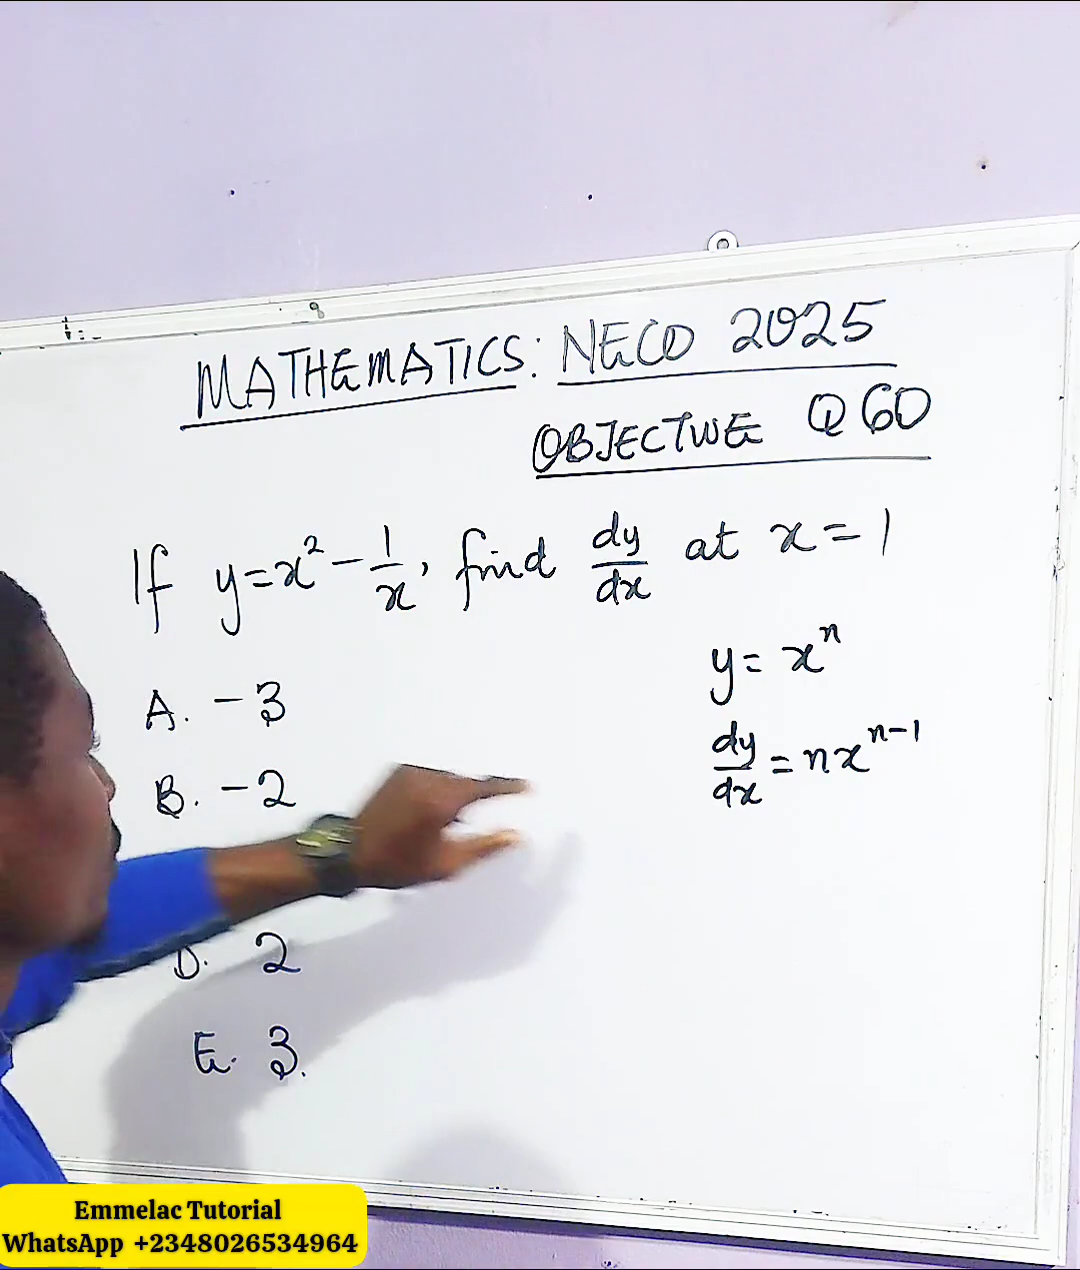 MATHEMATICS: NECO 2025
OBJECTIVE Q60
If y=x²-1/x, find dy/dx at x=1
y=xⁿ
A. -3
dy/dx=nxⁿ⁻¹
B. -2
D. 2
E. 3.
Emmelac Tutorial
WhatsApp +2348026534964